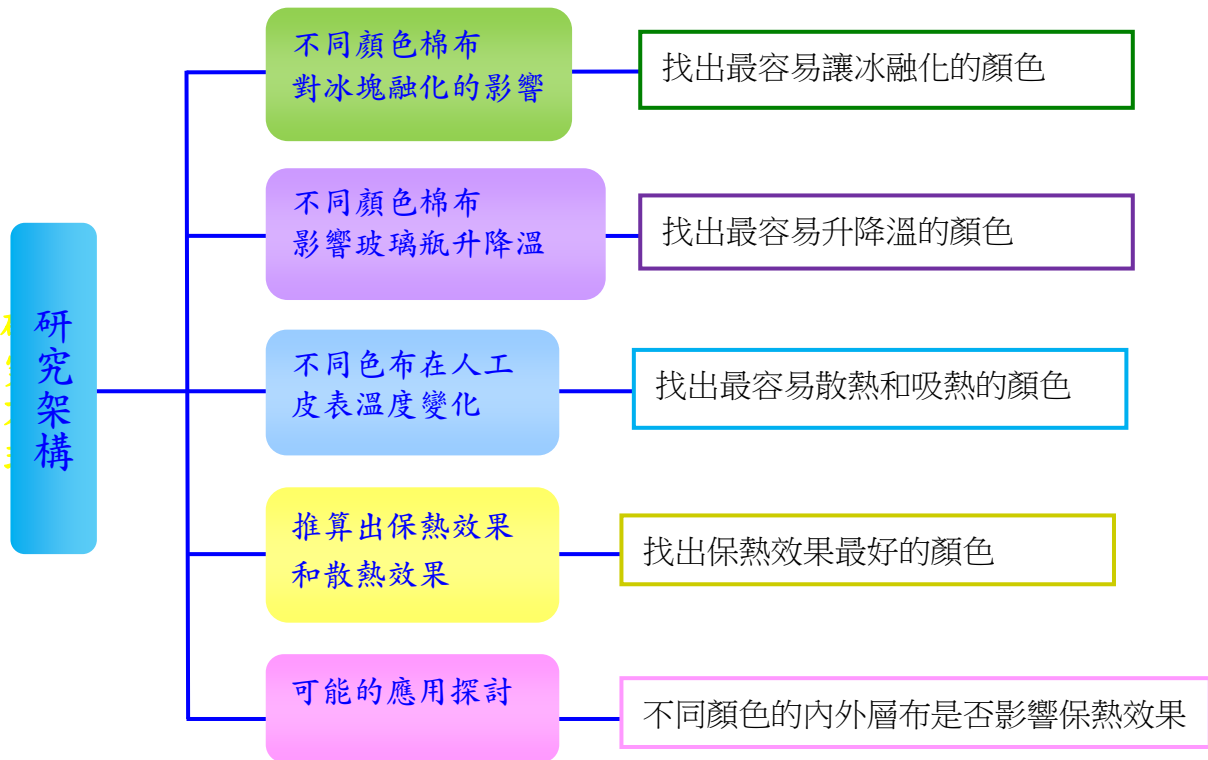 研究架構
不同顏色棉布
對冰塊融化的影響
找出最容易讓冰融化的顏色
不同顏色棉布
影響玻璃瓶升降溫
找出最容易升降溫的顏色
不同色布在人工
皮表溫度變化
找出最容易散熱和吸熱的顏色
推算出保熱效果
和散熱效果
找出保熱效果最好的顏色
可能的應用探討
不同顏色的內外層布是否影響保熱效果